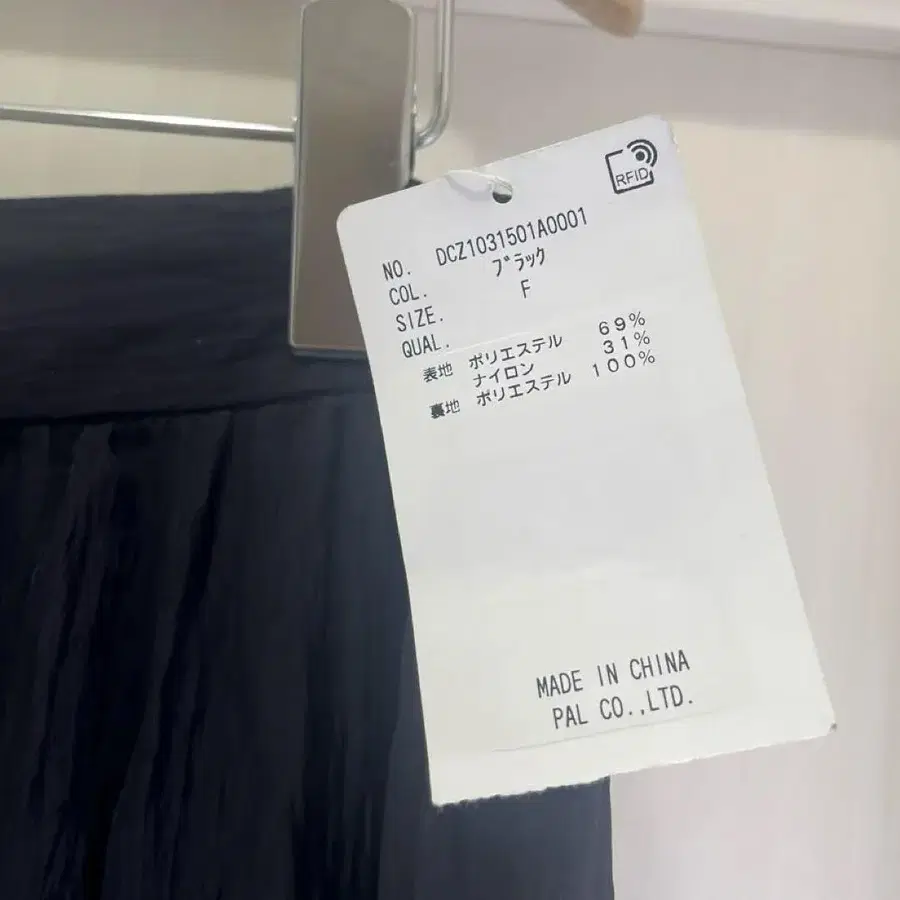 RFID
NO. DCZ1031501A0001
COL. ﾌﾞﾗｯｸ
SIZE. F
QUAL.
表地 ポリエステル 69%
ナイロン 31%
裏地 ポリエステル 100%
MADE IN CHINA
PAL CO.,LTD.